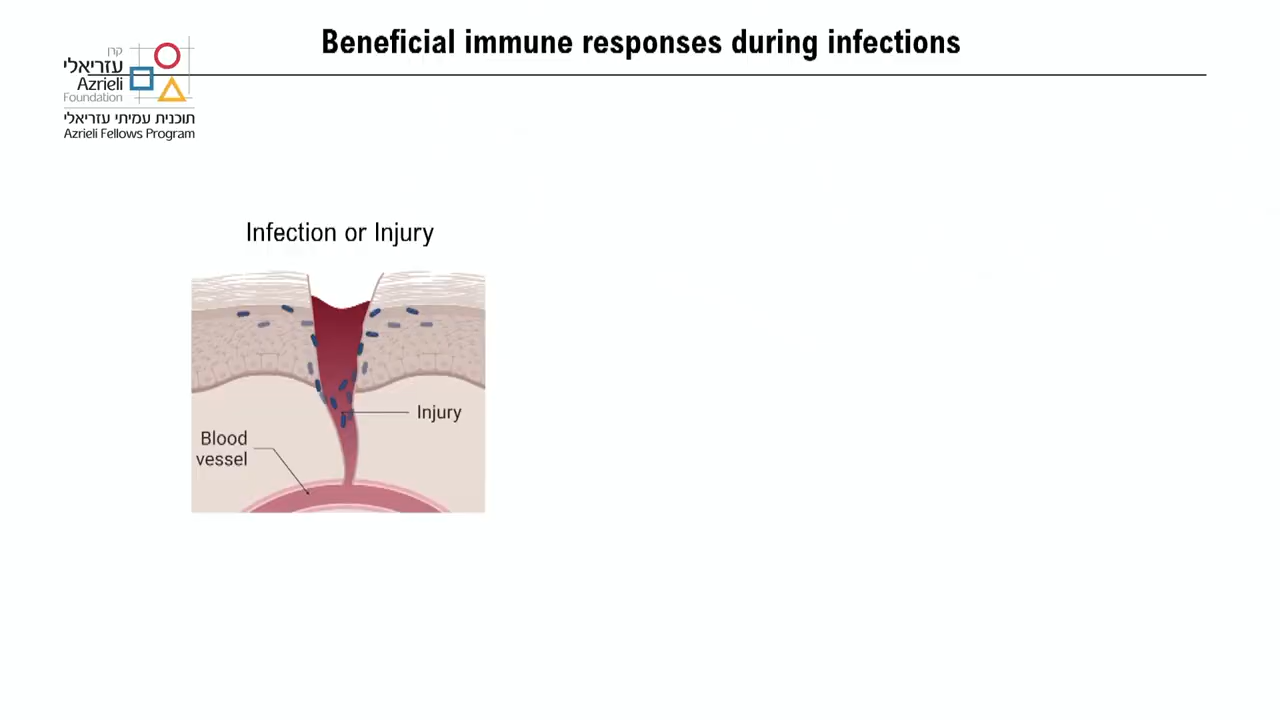 Beneficial immune responses during infections
קרן
עזריאלי
Azrieli
Foundation
תוכנית עמיתי עזריאלי
Azrieli Fellows Program
Infection or Injury
Injury
Blood
vessel